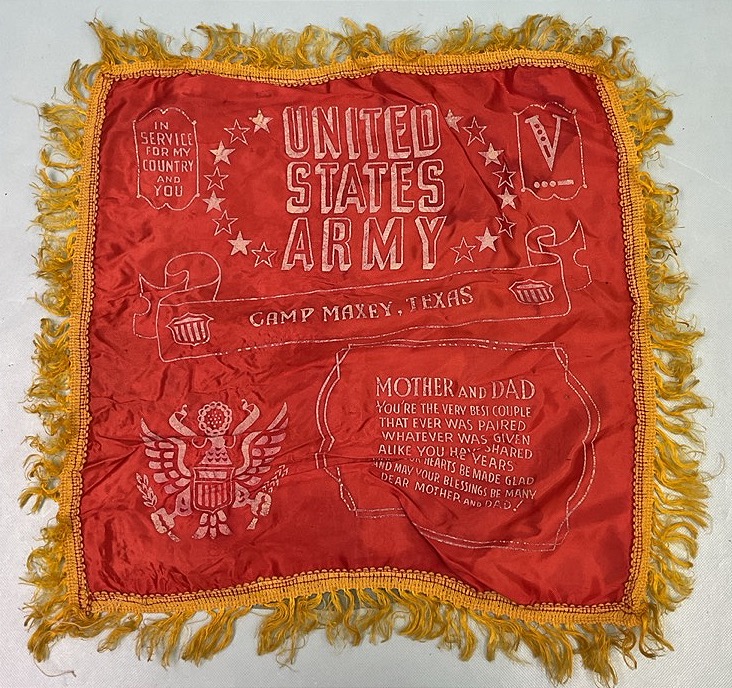 IN
SERVICE
FOR MY
COUNTRY
AND
YOU
UNITED
STATES
ARMY
V
CAMP MAXEY, TEXAS
MOTHER AND DAD
YOU'RE THE VERY BEST COUPLE
THAT EVER WAS PAIRED
WHATEVER WAS GIVEN
ALIKE YOU HAVE SHARED
HEARTS BE MADE GLAD
AND MAY YOUR BLESSINGS BE MANY
DEAR MOTHER AND DAD!